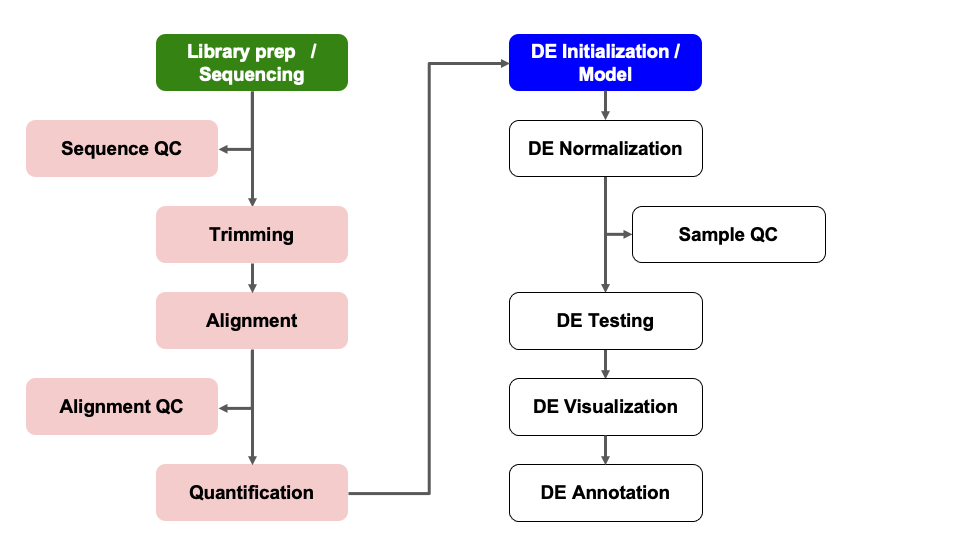 Library prep /
Sequencing
Sequence QC
Trimming
Alignment
Alignment QC
Quantification
DE Initialization /
Model
DE Normalization
Sample QC
DE Testing
DE Visualization
DE Annotation